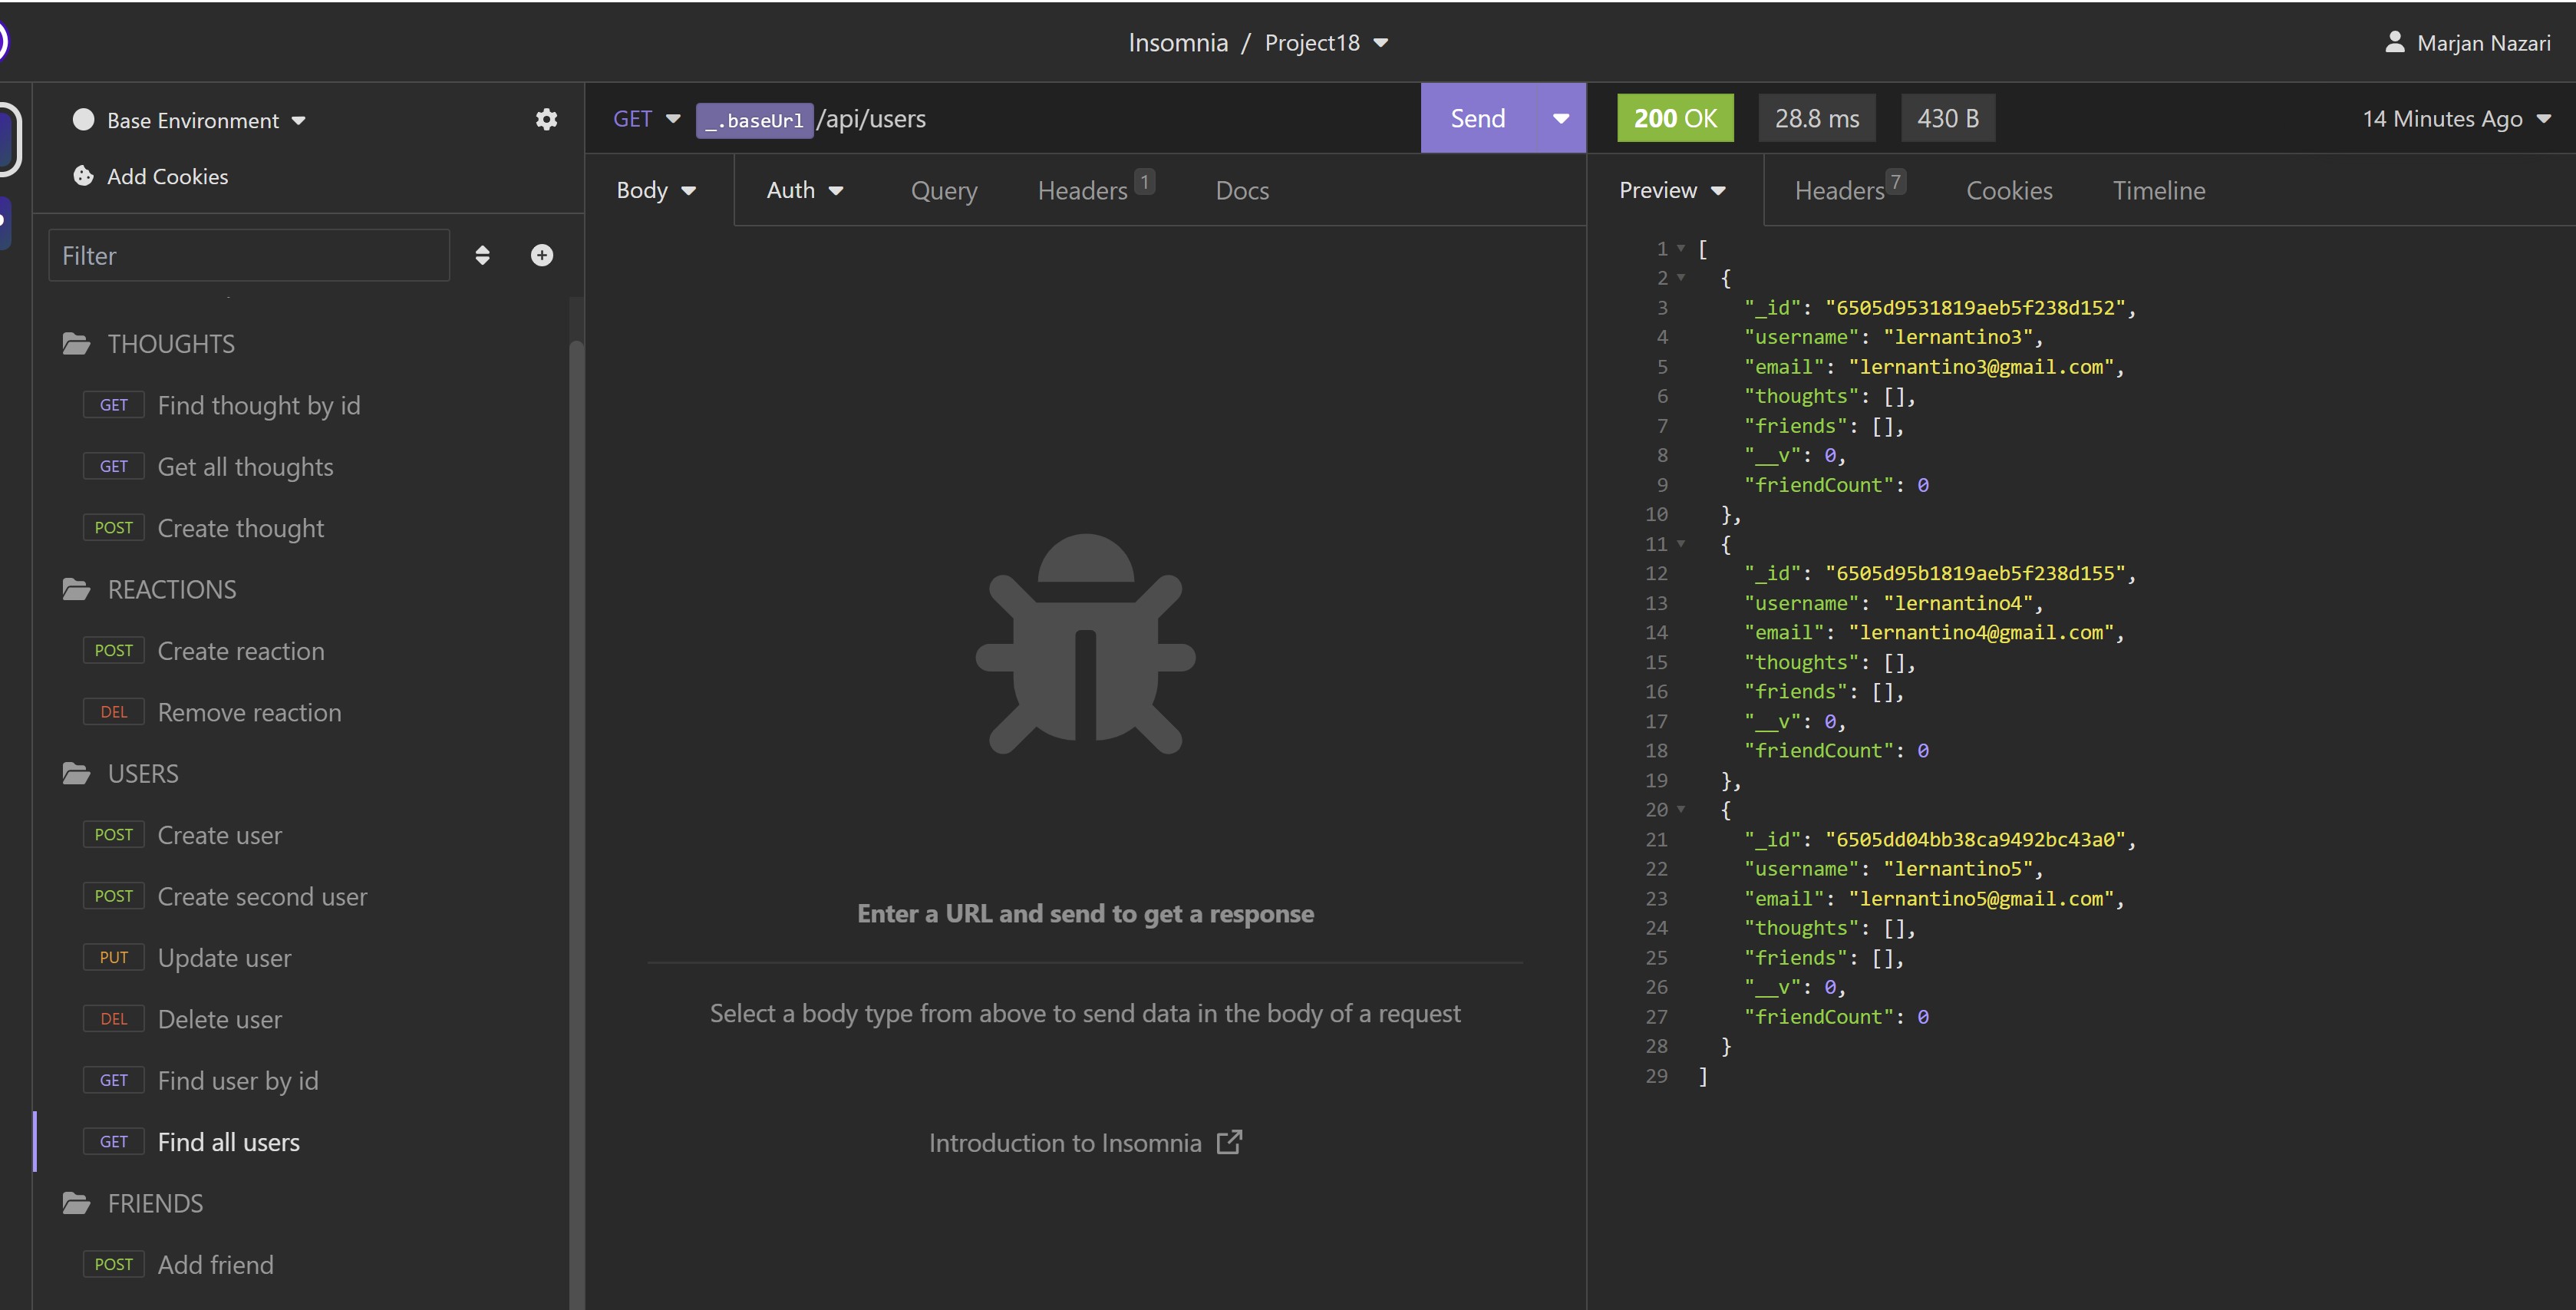 Insomnia / Project18
Marjan Nazari
Base Environment
Add Cookies
Filter
THOUGHTS
GET Find thought by id
GET Get all thoughts
POST Create thought
REACTIONS
POST Create reaction
DEL Remove reaction
USERS
POST Create user
POST Create second user
PUT Update user
DEL Delete user
GET Find user by id
GET Find all users
FRIENDS
POST Add friend
GET _.baseUrl /api/users Send
Body Auth Query Headers 1 Docs
Enter a URL and send to get a response
Select a body type from above to send data in the body of a request
Introduction to Insomnia
200 OK 28.8 ms 430 B 14 Minutes Ago
Preview Headers 7 Cookies Timeline
1 [
2 {
3 "_id": "6505d9531819aeb5f238d152",
4 "username": "lernantino3",
5 "email": "lernantino3@gmail.com",
6 "thoughts": [],
7 "friends": [],
8 "__v": 0,
9 "friendCount": 0
10 },
11 {
12 "_id": "6505d95b1819aeb5f238d155",
13 "username": "lernantino4",
14 "email": "lernantino4@gmail.com",
15 "thoughts": [],
16 "friends": [],
17 "__v": 0,
18 "friendCount": 0
19 },
20 {
21 "_id": "6505dd04bb38ca9492bc43a0",
22 "username": "lernantino5",
23 "email": "lernantino5@gmail.com",
24 "thoughts": [],
25 "friends": [],
26 "__v": 0,
27 "friendCount": 0
28 }
29 ]